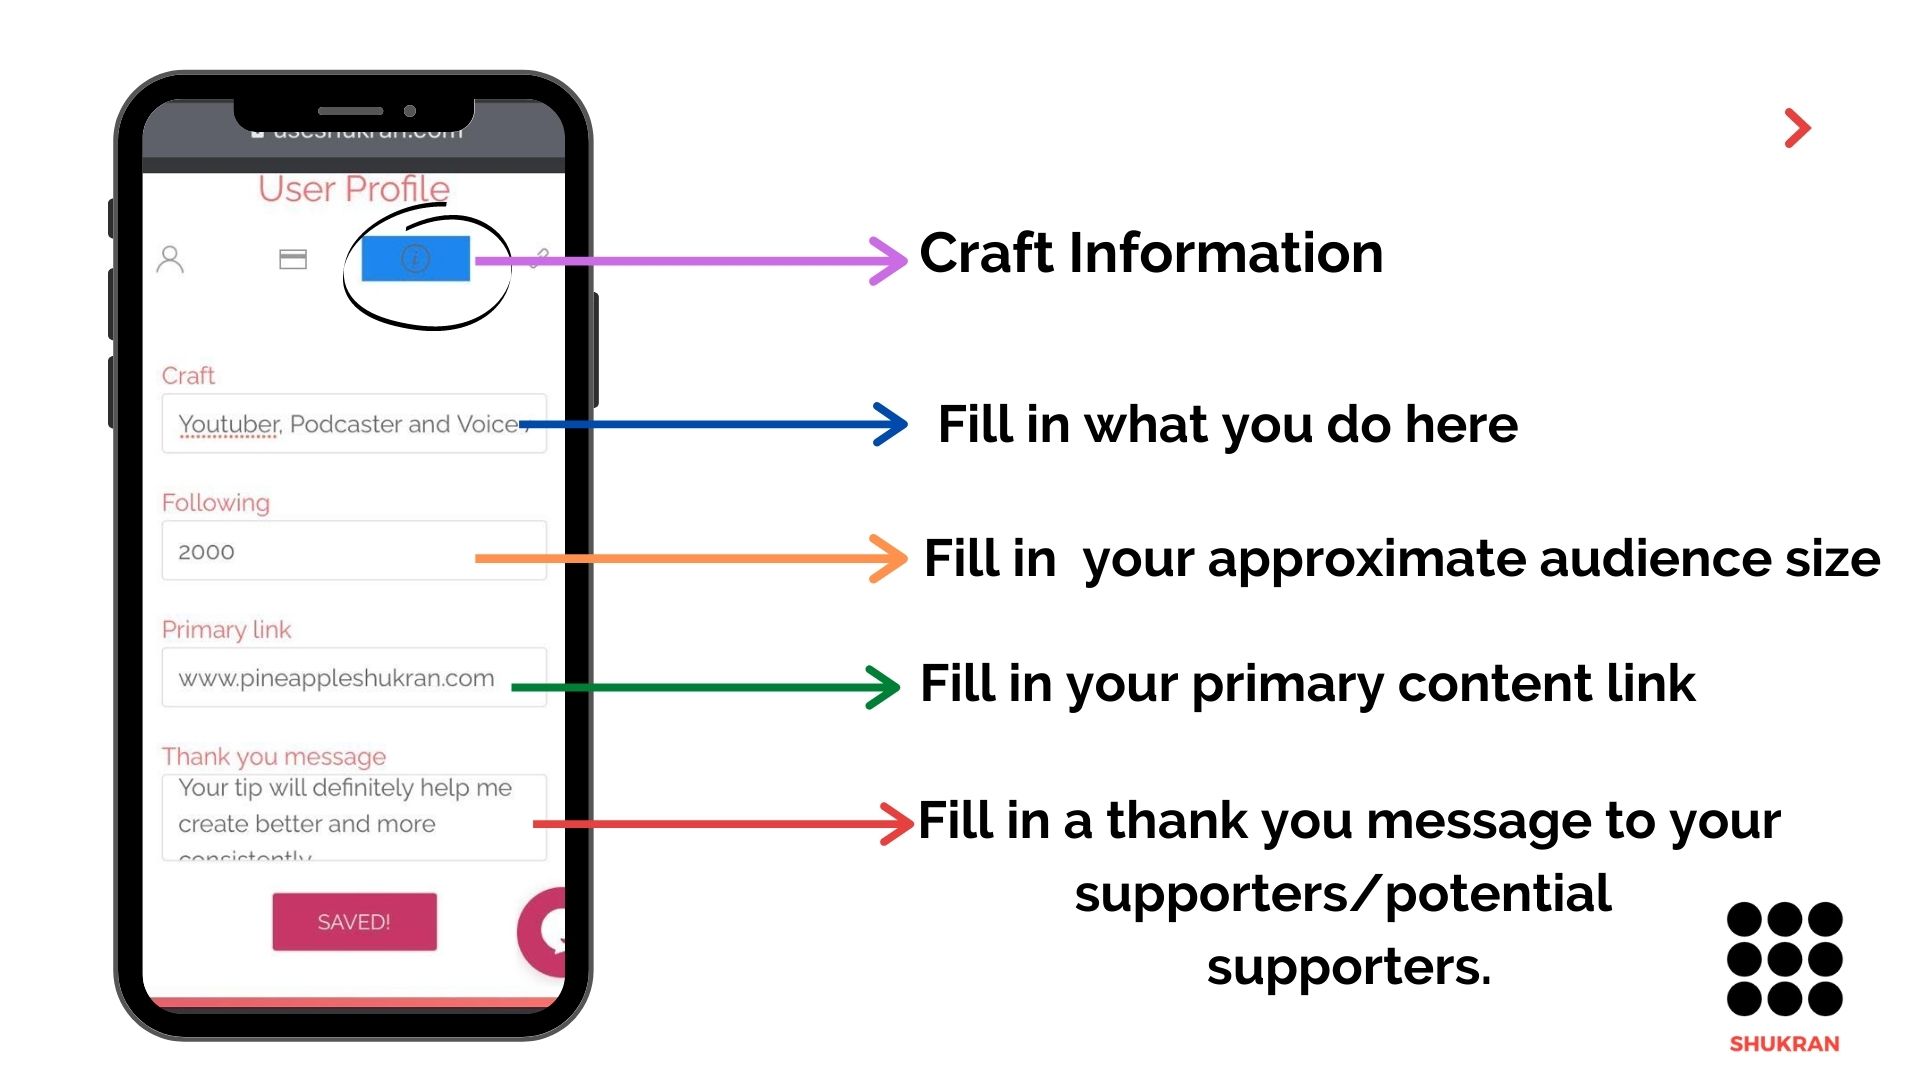 useshukran.com
User Profile
Craft Information
Craft
Youtuber, Podcaster and Voice
Fill in what you do here
Following
2000
Fill in  your approximate audience size
Primary link
www.pineappleshukran.com
Fill in your primary content link
Thank you message
Your tip will definitely help me
create better and more
consistently
Fill in a thank you message to your
supporters/potential
supporters.
SAVED!
SHUKRAN